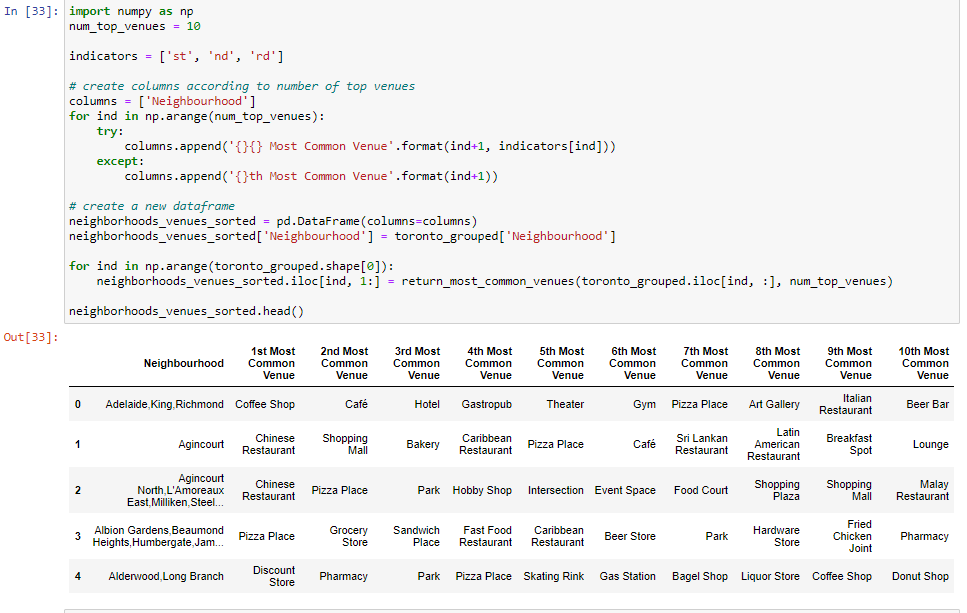 In [33]: import numpy as np
num_top_venues = 10
indicators = ['st', 'nd', 'rd']
# create columns according to number of top venues
columns = ['Neighbourhood']
for ind in np.arange(num_top_venues):
    try:
        columns.append('{}{} Most Common Venue'.format(ind+1, indicators[ind]))
    except:
        columns.append('{}th Most Common Venue'.format(ind+1))
# create a new dataframe
neighborhoods_venues_sorted = pd.DataFrame(columns=columns)
neighborhoods_venues_sorted['Neighbourhood'] = toronto_grouped['Neighbourhood']
for ind in np.arange(toronto_grouped.shape[0]):
    neighborhoods_venues_sorted.iloc[ind, 1:] = return_most_common_venues(toronto_grouped.iloc[ind, :], num_top_venues)
neighborhoods_venues_sorted.head()
Out[33]:
1st Most 2nd Most 3rd Most 4th Most 5th Most 6th Most 7th Most 8th Most 9th Most 10th Most
Neighbourhood Common Common Common Common Common Common Common Common Common Common
Venue Venue Venue Venue Venue Venue Venue Venue Venue Venue
0 Adelaide,King,Richmond Coffee Shop Café Hotel Gastropub Theater Gym Pizza Place Art Gallery Italian Restaurant Beer Bar
1 Agincourt Chinese Restaurant Shopping Mall Bakery Caribbean Restaurant Pizza Place Café Sri Lankan Restaurant Latin American Restaurant Breakfast Spot Lounge
2 Agincourt North,L'Amoreaux East,Milliken,Steel... Chinese Restaurant Pizza Place Park Hobby Shop Intersection Event Space Food Court Shopping Plaza Shopping Mall Malay Restaurant
3 Albion Gardens,Beaumond Heights,Humbergate,Jam... Pizza Place Grocery Store Sandwich Place Fast Food Restaurant Caribbean Restaurant Beer Store Park Hardware Store Fried Chicken Joint Pharmacy
4 Alderwood,Long Branch Discount Store Pharmacy Park Pizza Place Skating Rink Gas Station Bagel Shop Liquor Store Coffee Shop Donut Shop